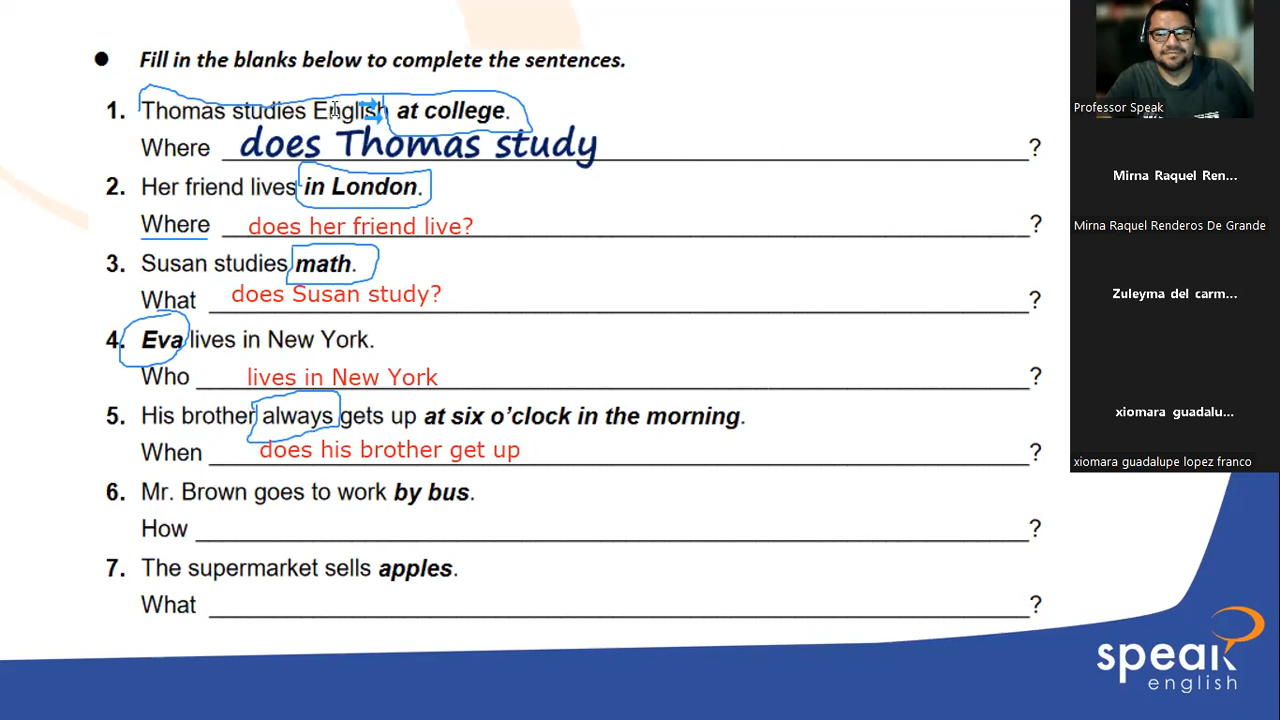 Fill in the blanks below to complete the sentences.
1. Thomas studies English at college.
Where does Thomas study ?
2. Her friend lives in London.
Where does her friend live? ?
3. Susan studies math.
What does Susan study? ?
4. Eva lives in New York.
Who lives in New York ?
5. His brother always gets up at six o'clock in the morning.
When does his brother get up ?
6. Mr. Brown goes to work by bus.
How ?
7. The supermarket sells apples.
What ?
Professor Speak
Mirna Raquel Ren...
Mirna Raquel Renderos De Grande
Zuleyma del carm...
xiomara guadalu...
xiomara guadalupe lopez franco
speak
english